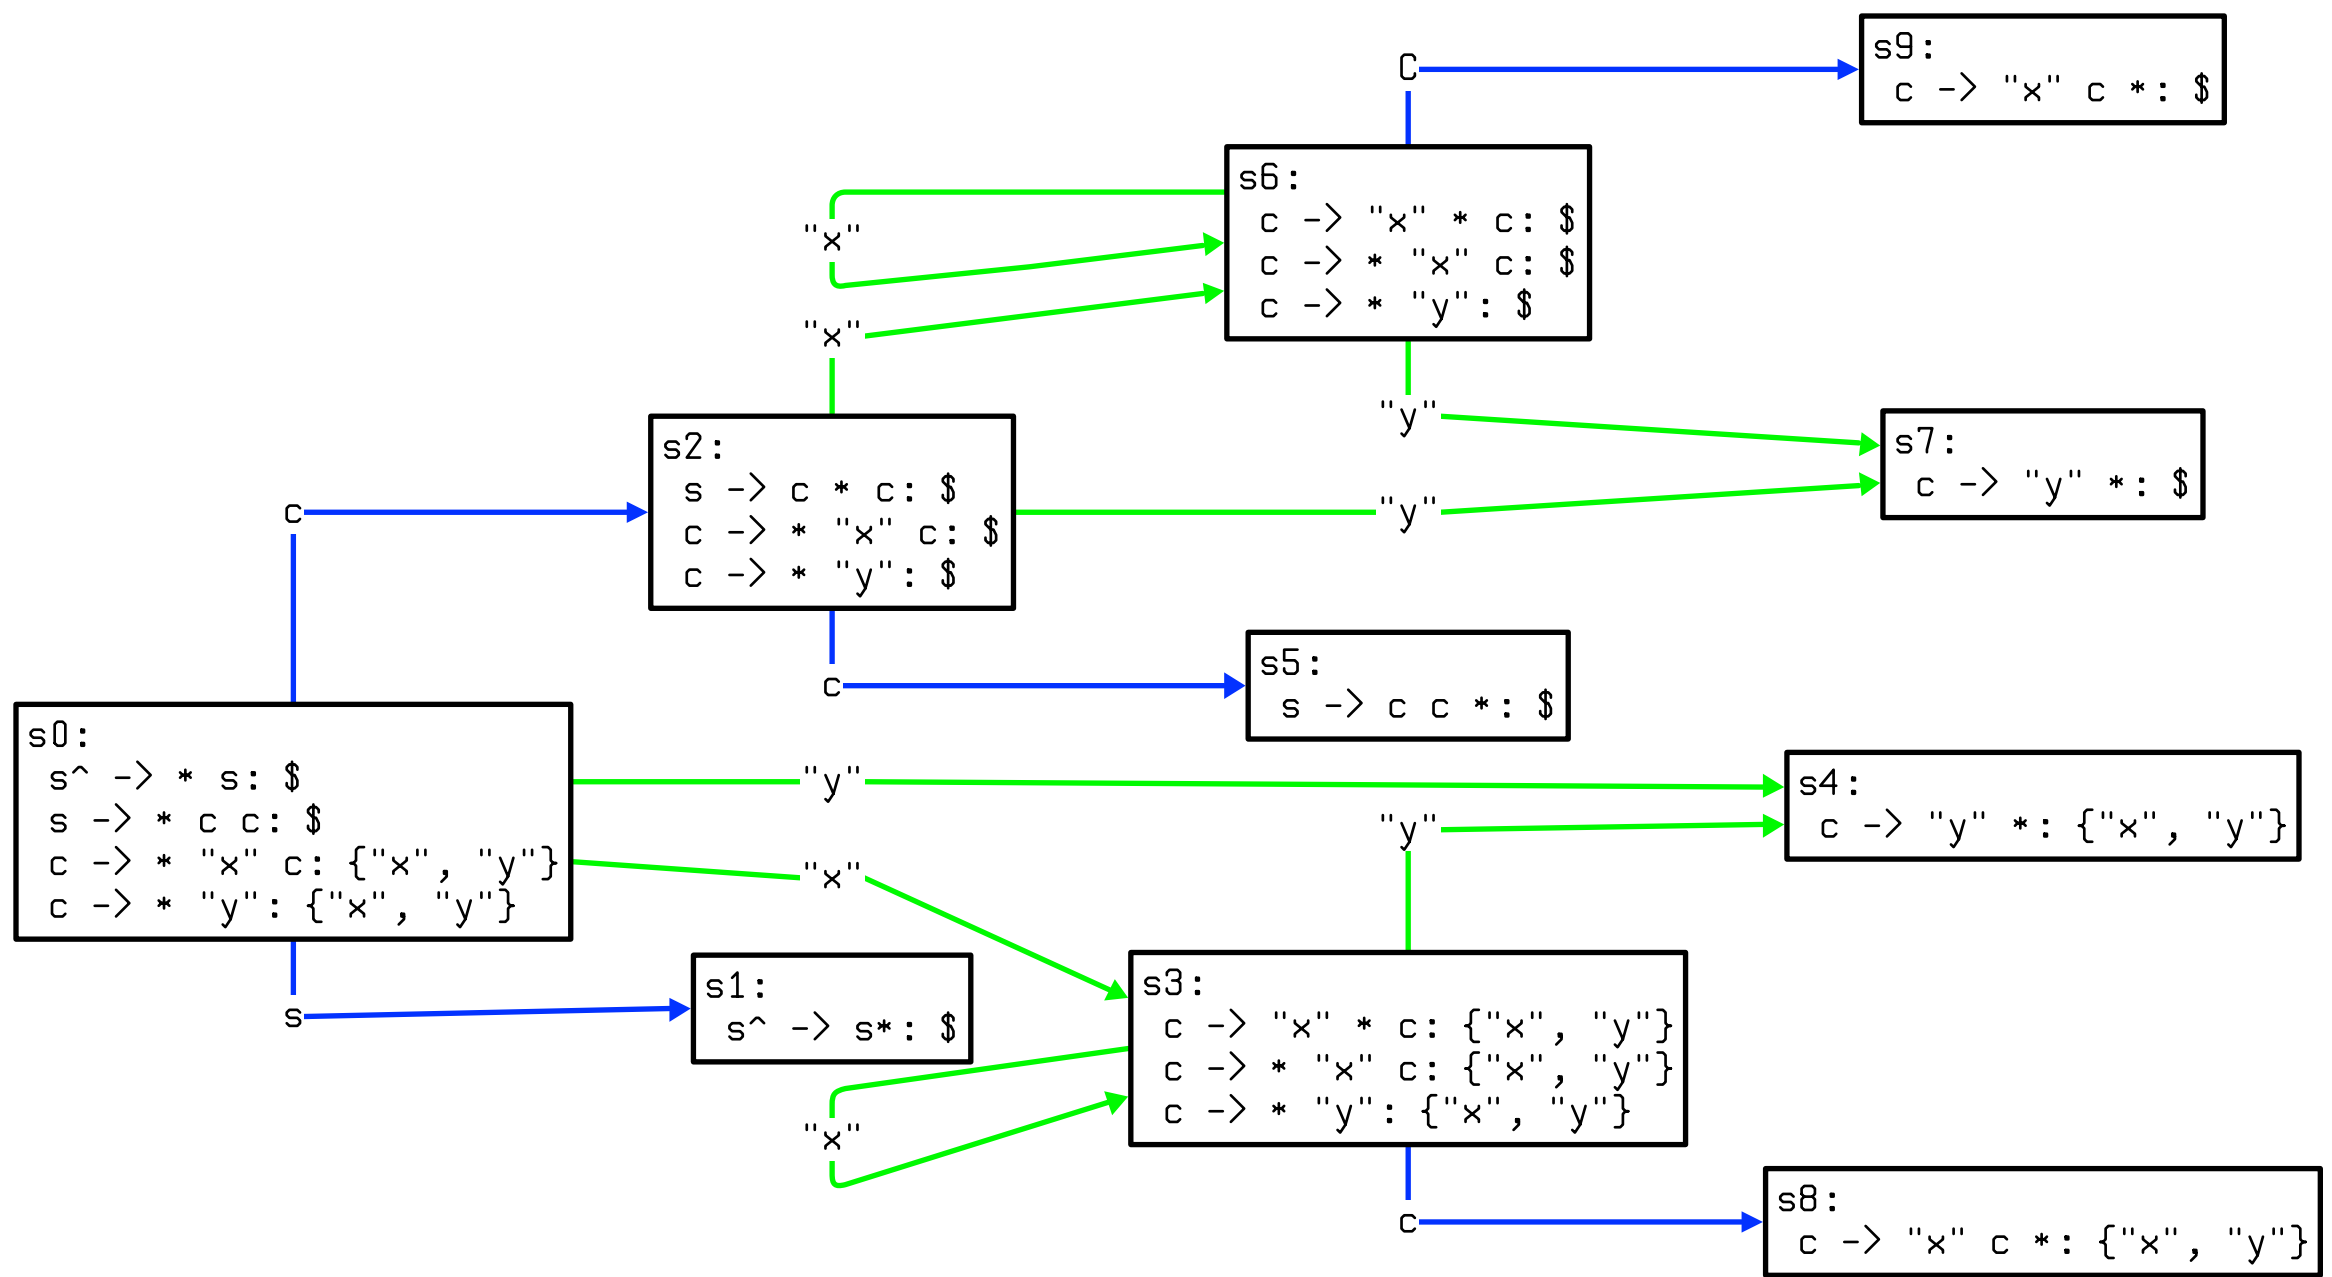 C
s9:
c -> "x" c *: $
s6:
c -> "x" * c: $
c -> * "x" c: $
c -> * "y": $
"x"
"x"
"y"
s7:
c -> "y" *: $
s2:
s -> c * c: $
c -> * "x" c: $
c -> * "y": $
c
"y"
c
s5:
s -> c c *: $
s0:
s^ -> * s: $
s -> * c c: $
c -> * "x" c: {"x", "y"}
c -> * "y": {"x", "y"}
"y"
"y"
s4:
c -> "y" *: {"x", "y"}
"x"
s
s1:
s^ -> s*: $
s3:
c -> "x" * c: {"x", "y"}
c -> * "x" c: {"x", "y"}
c -> * "y": {"x", "y"}
"x"
c
s8:
c -> "x" c *: {"x", "y"}